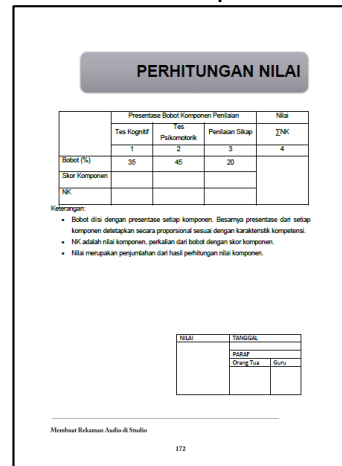 PERHITUNGAN NILAI
Presentase Bobot Komponen Penilaian Nilai
Tes Kognitif Tes Psikomotorik Penilaian Sikap ∑NK
1 2 3 4
Bobot (%) 35 45 20
Skor Komponen
NK
Keterangan:
• Bobot diisi dengan presentase setiap komponen. Besarnya presentase dari setiap
komponen detetapkan secara proporsional sesuai dengan karakteristik kompetensi.
• NK adalah nilai komponen, perkalian dari bobot dengan skor komponen.
• Nilai merupakan penjumlahan dari hasil perhitungan nilai komponen.
NILAI TANGGAL
PARAF
Orang Tua Guru
Membuat Rekaman Audio di Studio
172